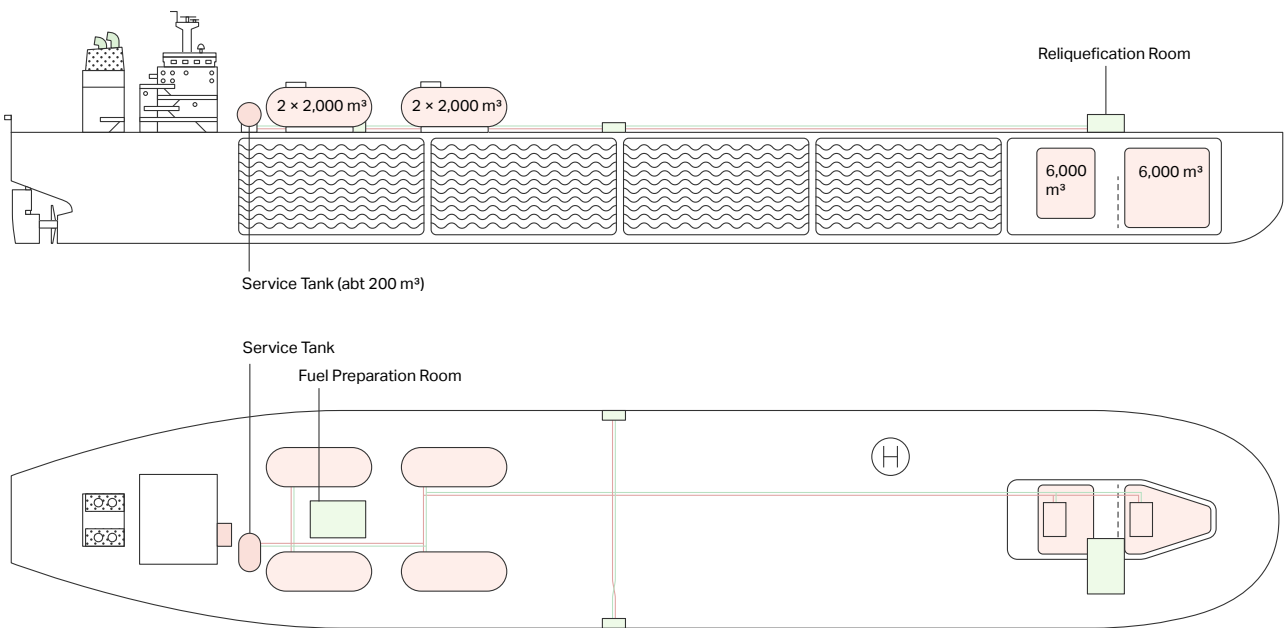 Reliquefication Room
2 × 2,000 m³
2 × 2,000 m³
6,000
m³
6,000 m³
Service Tank (abt 200 m³)
Service Tank
Fuel Preparation Room
H